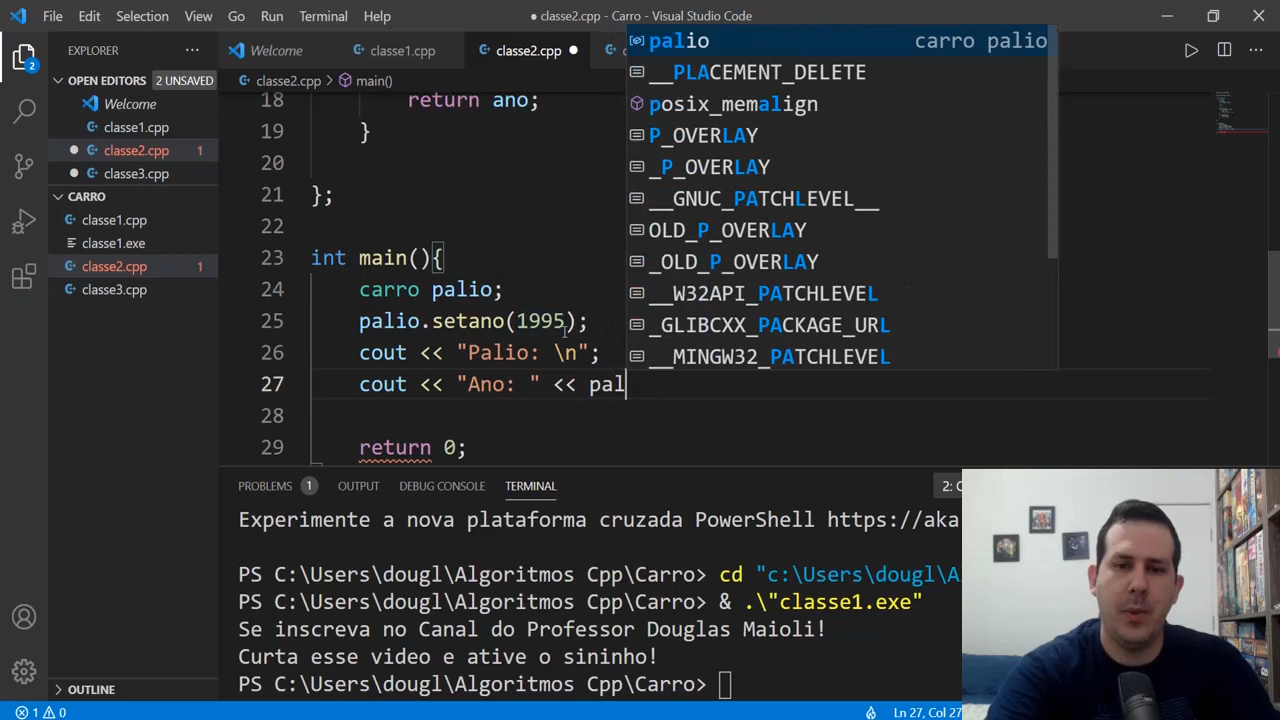 File Edit Selection View Go Run Terminal Help
● classe2.cpp - Carro - Visual Studio Code
EXPLORER
OPEN EDITORS 2 UNSAVED
Welcome
classe1.cpp
classe2.cpp 1
classe3.cpp
CARRO
classe1.cpp
classe1.exe
classe2.cpp 1
classe3.cpp
OUTLINE
2
Welcome classe1.cpp classe2.cpp
classe2.cpp > main()
18 return ano;
19 }
20
21 };
22
23 int main(){
24 carro palio;
25 palio.setano(1995);
26 cout << "Palio: \n";
27 cout << "Ano: " << pal
28
29 return 0;
palio carro palio
__PLACEMENT_DELETE
posix_memalign
P_OVERLAY
_P_OVERLAY
__GNUC_PATCHLEVEL__
OLD_P_OVERLAY
_OLD_P_OVERLAY
__W32API_PATCHLEVEL
_GLIBCXX_PACKAGE_URL
__MINGW32_PATCHLEVEL
PROBLEMS 1 OUTPUT DEBUG CONSOLE TERMINAL 2: C
Experimente a nova plataforma cruzada PowerShell https://aka
PS C:\Users\dougl\Algoritmos Cpp\Carro> cd "c:\Users\dougl\A
PS C:\Users\dougl\Algoritmos Cpp\Carro> & .\"classe1.exe"
Se inscreva no Canal do Professor Douglas Maioli!
Curta esse video e ative o sininho!
PS C:\Users\dougl\Algoritmos Cpp\Carro>
1 0 Ln 27, Col 27